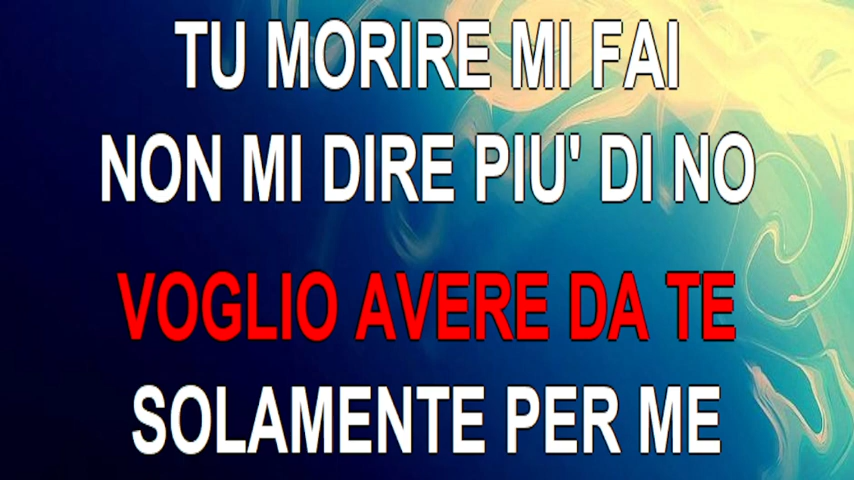 TU MORIRE MI FAI
NON MI DIRE PIU' DI NO
VOGLIO AVERE DA TE
SOLAMENTE PER ME